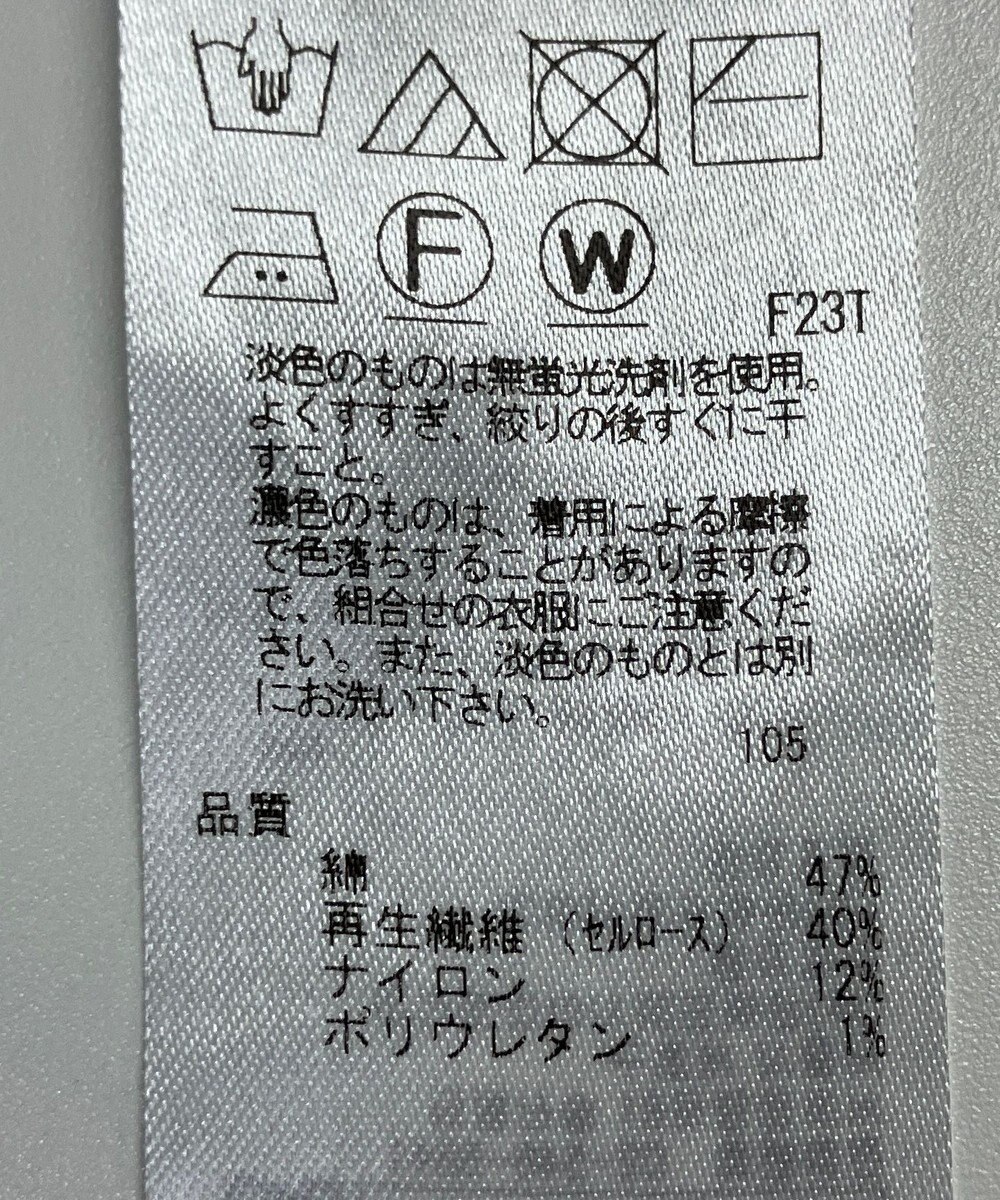 F
W
F23T
淡色のものは無蛍光洗剤を使用。
よくすすぎ、絞りの後すぐに干
すこと。
濃色のものは、着用による摩擦
で色落ちすることがありますの
で、組合せの衣服にご注意くだ
さい。また、淡色のものとは別
にお洗い下さい。
105
品質
綿 47%
再生繊維 (セルロース) 40%
ナイロン 12%
ポリウレタン 1%